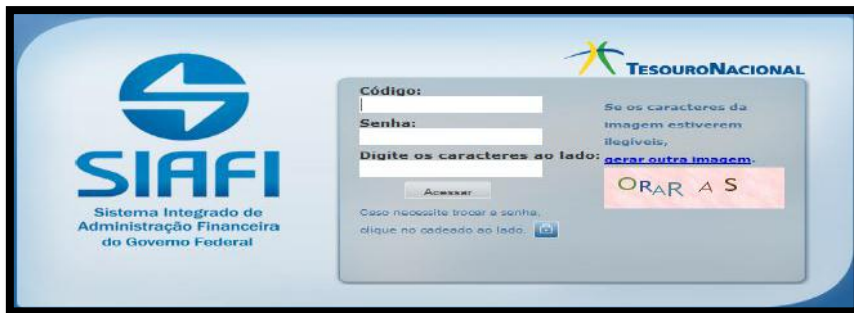 TESOURONACIONAL
SIAFI
Sistema Integrado de
Administração Financeira
do Governo Federal
Código:
Senha:
Digite os caracteres ao lado:
Acessar
Caso necessite trocar a senha,
clique no cadeado ao lado.
Se os caracteres da
imagem estiverem
ilegíveis,
gerar outra imagem.
ORAR A S